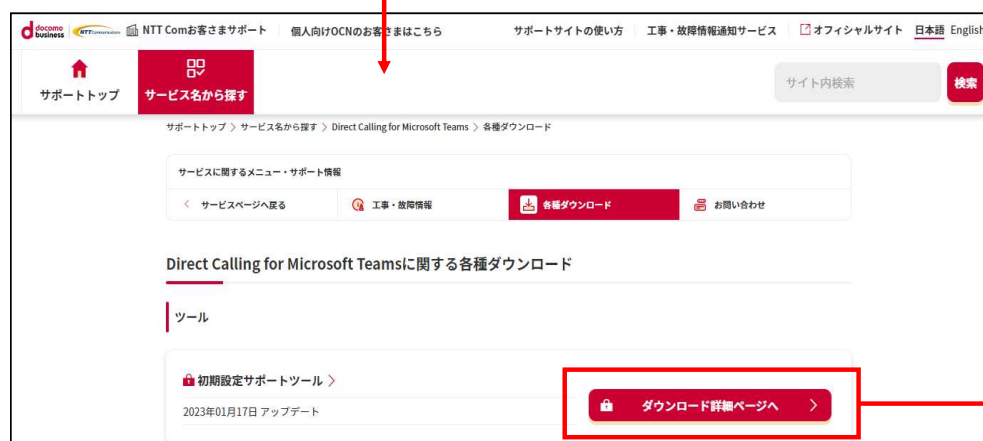 docomo business NTT Communications NTT Comお客さまサポート 個人向けOCNのお客さまはこちら サポートサイトの使い方 工事・故障情報通知サービス オフィシャルサイト 日本語 English
サポートトップ サービス名から探す サイト内検索 検索
サポートトップ 〉 サービス名から探す 〉 Direct Calling for Microsoft Teams 〉 各種ダウンロード
サービスに関するメニュー・サポート情報
〈 サービスページへ戻る 工事・故障情報 各種ダウンロード お問い合わせ
Direct Calling for Microsoft Teamsに関する各種ダウンロード
ツール
初期設定サポートツール 〉
ダウンロード詳細ページへ 〉
2023年01月17日 アップデート